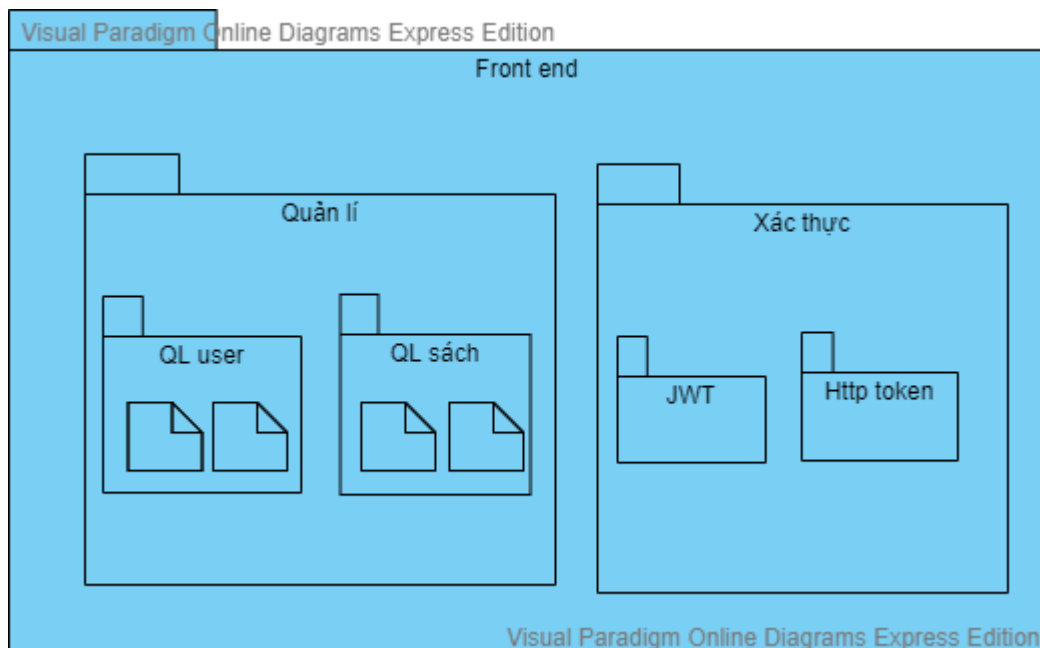 Visual Paradigm Online Diagrams Express Edition
Front end
Quản lí
Xác thực
QL user
QL sách
JWT
Http token
Visual Paradigm Online Diagrams Express Edition